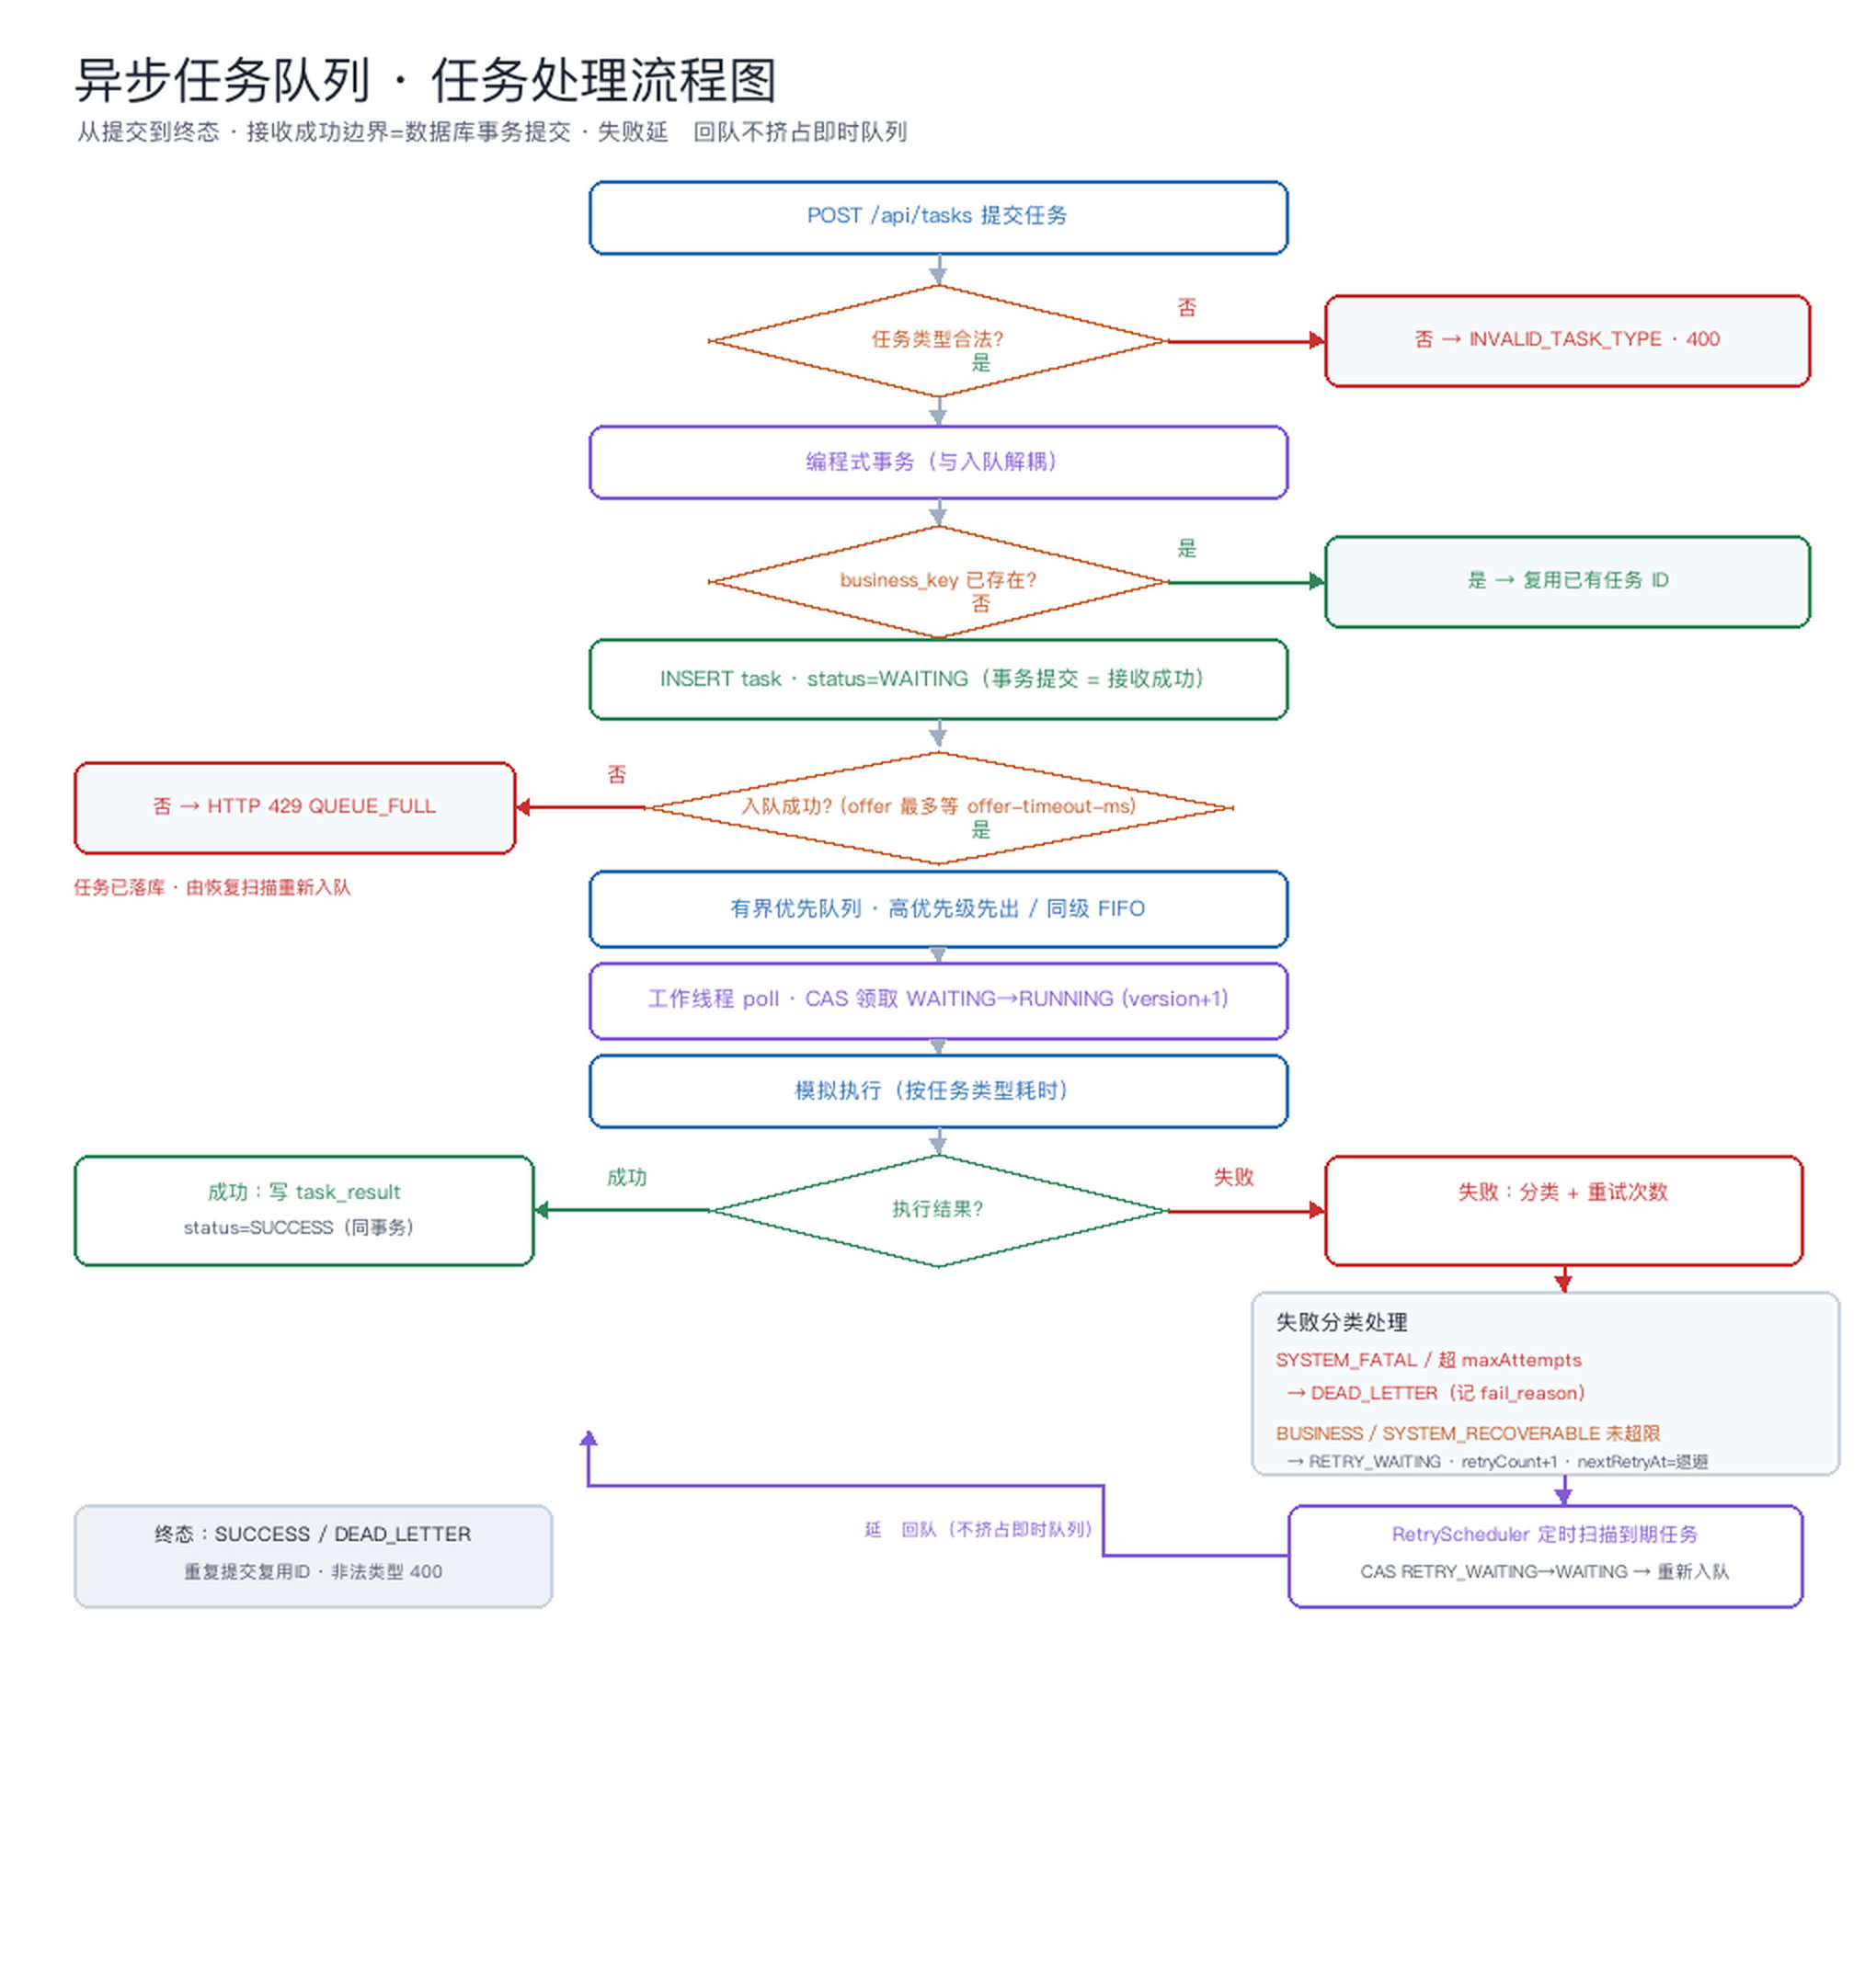 异步任务队列 · 任务处理流程图
从提交到终态 · 接收成功边界=数据库事务提交 · 失败延 回队不挤占即时队列
POST /api/tasks 提交任务
任务类型合法?
是
否
否 → INVALID_TASK_TYPE · 400
编程式事务（与入队解耦）
business_key 已存在?
否
是
是 → 复用已有任务 ID
INSERT task · status=WAITING（事务提交 = 接收成功）
入队成功? (offer 最多等 offer-timeout-ms)
是
否
否 → HTTP 429 QUEUE_FULL
任务已落库 · 由恢复扫描重新入队
有界优先队列 · 高优先级先出 / 同级 FIFO
工作线程 poll · CAS 领取 WAITING→RUNNING (version+1)
模拟执行（按任务类型耗时）
执行结果?
成功
成功：写 task_result
status=SUCCESS（同事务）
失败
失败：分类 + 重试次数
失败分类处理
SYSTEM_FATAL / 超 maxAttempts
→ DEAD_LETTER（记 fail_reason）
BUSINESS / SYSTEM_RECOVERABLE 未超限
→ RETRY_WAITING · retryCount+1 · nextRetryAt=退避
RetryScheduler 定时扫描到期任务
CAS RETRY_WAITING→WAITING → 重新入队
延 回队（不挤占即时队列）
终态：SUCCESS / DEAD_LETTER
重复提交复用ID · 非法类型 400